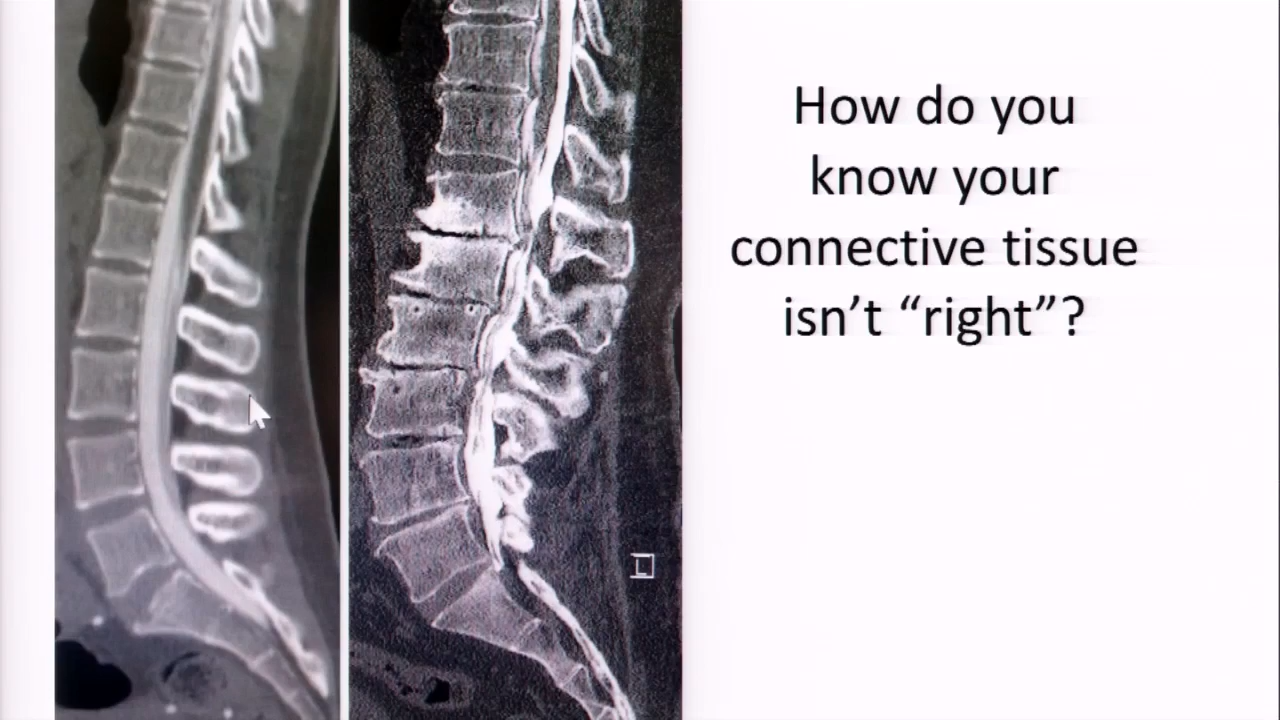 How do you
know your
connective tissue
isn’t “right”?
L